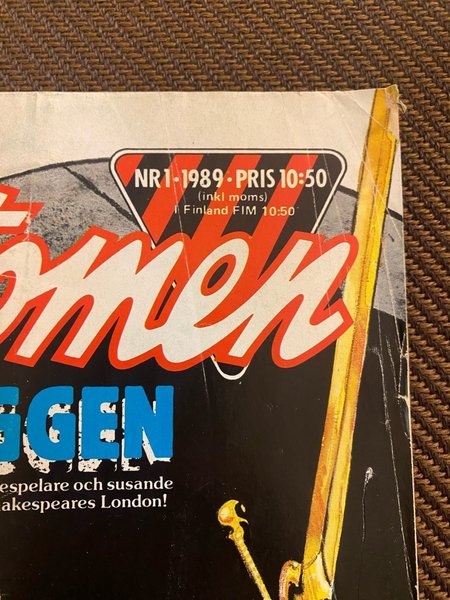 NR 1 · 1989 · PRIS 10:50
(inkl moms)
I Finland FIM 10:50
omen
GGEN
espelare och susande
akespeares London!